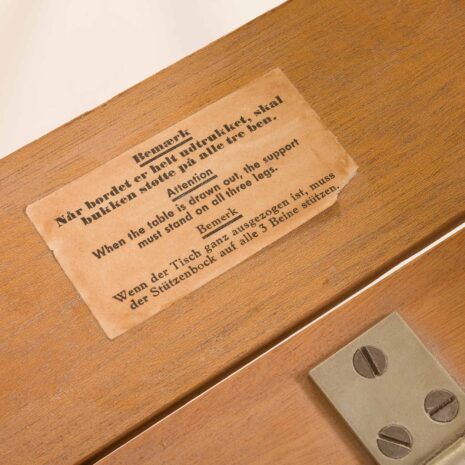 Bemærk
Når bordet er helt udtrukket, skal
bukken støtte på alle tre ben.
Attention
When the table is drawn out, the support
must stand on all three legs.
Bemerk
Wenn der Tisch ganz ausgezogen ist, muss
der Stützenbock auf alle 3 Beine stützen.